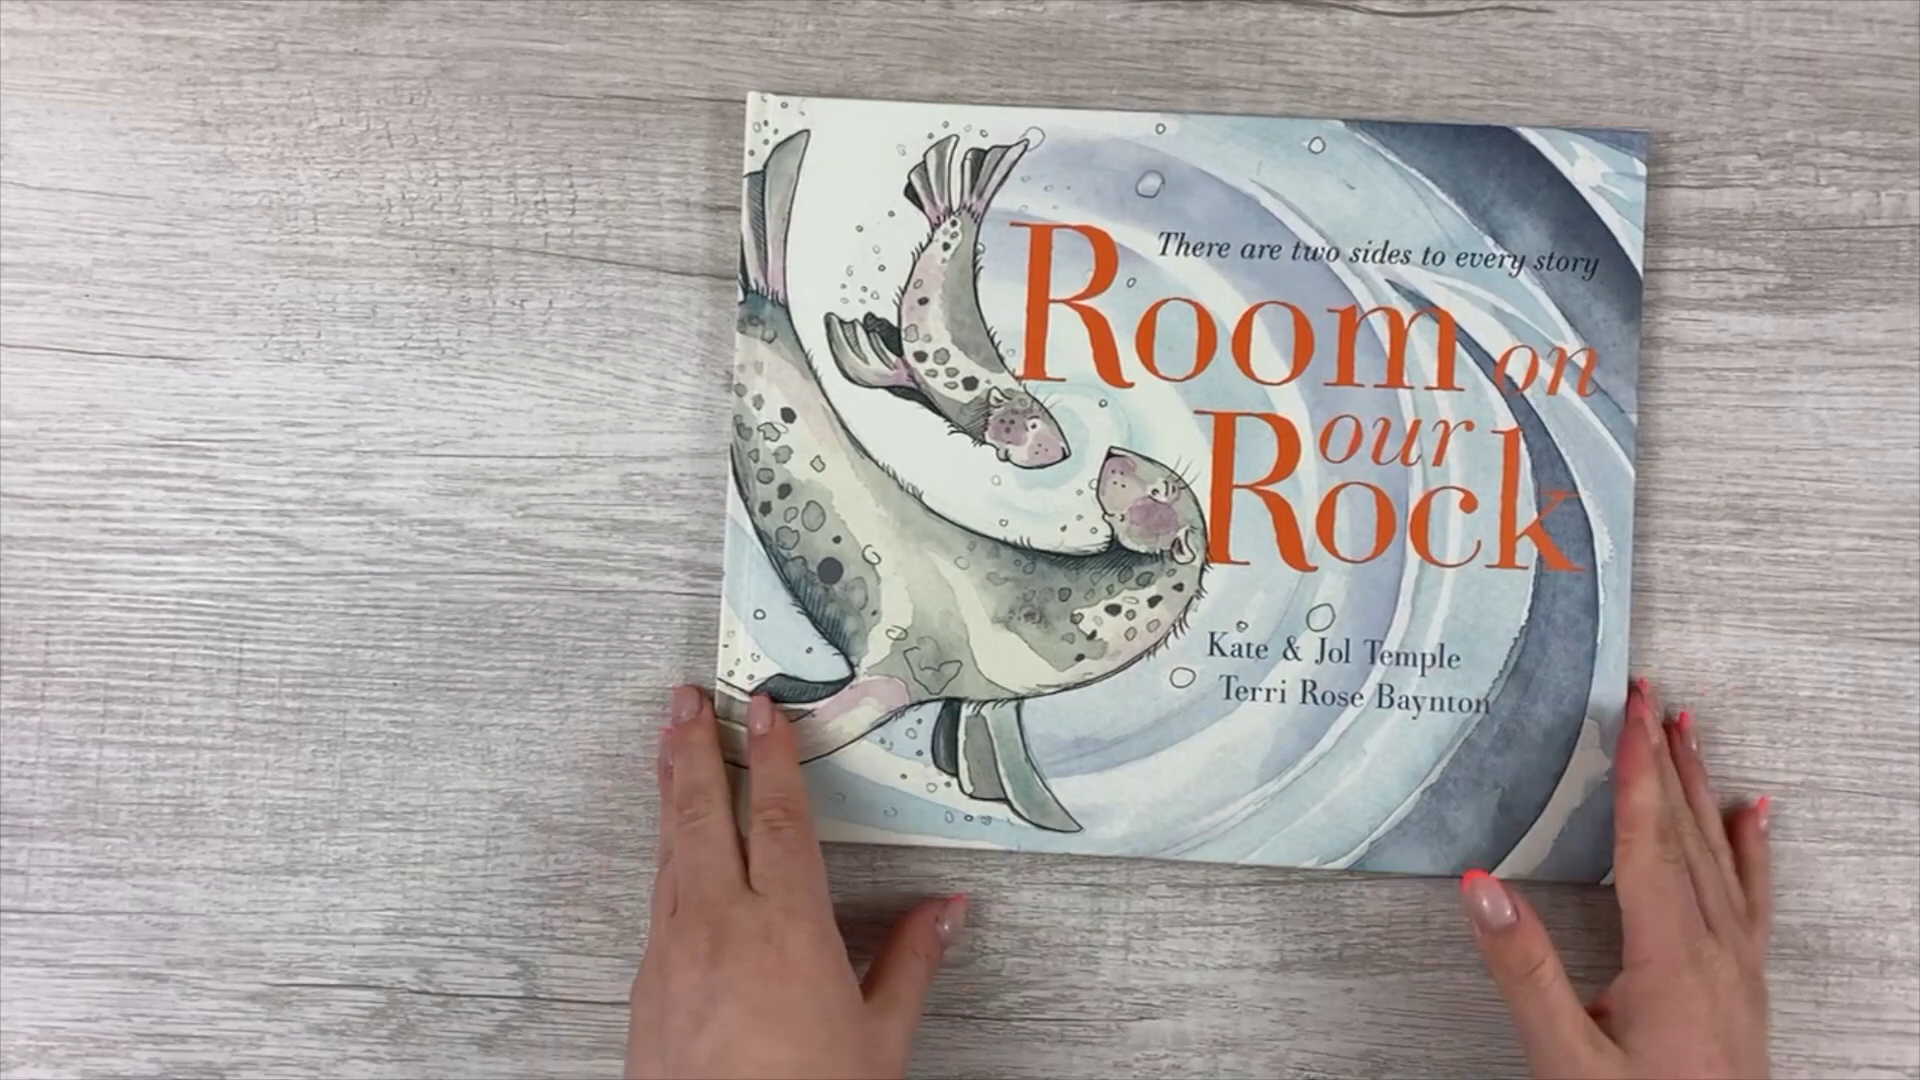 There are two sides to every story
Room on
our
Rock
Kate & Jol Temple
Terri Rose Baynton